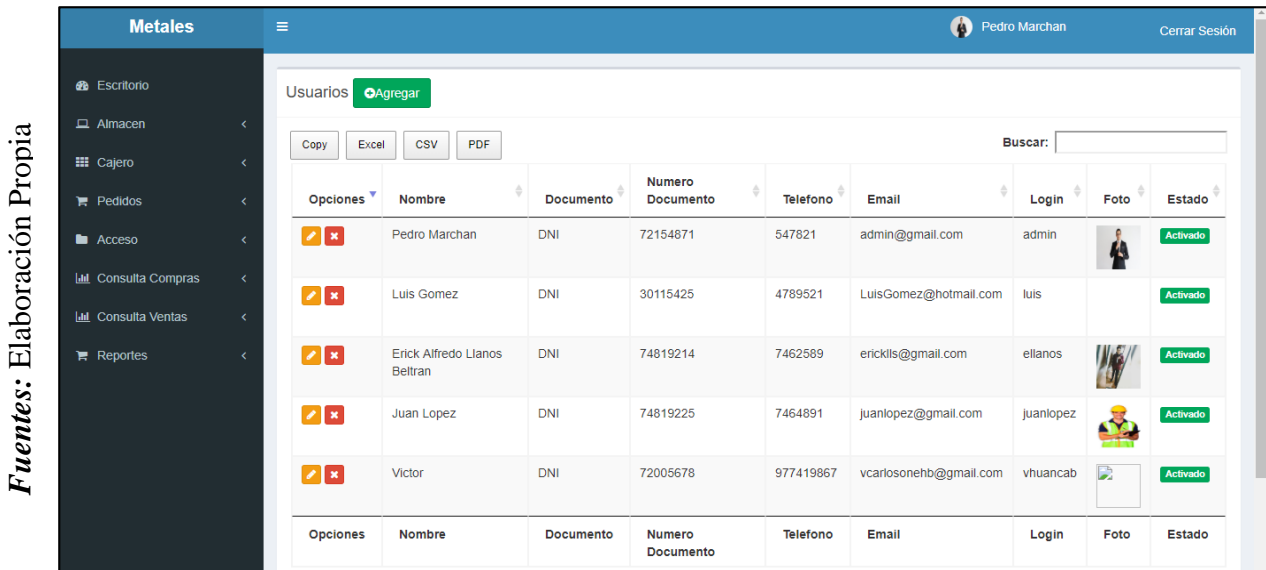 Metales
Pedro Marchan
Cerrar Sesión
Escritorio
Almacen
Cajero
Pedidos
Acceso
Consulta Compras
Consulta Ventas
Reportes
Usuarios Agregar
Copy Excel CSV PDF
Buscar:
Opciones Nombre Documento Numero Documento Telefono Email Login Foto Estado
Pedro Marchan DNI 72154871 547821 admin@gmail.com admin Activado
Luis Gomez DNI 30115425 4789521 LuisGomez@hotmail.com luis Activado
Erick Alfredo Llanos Beltran DNI 74819214 7462589 ericklls@gmail.com ellanos Activado
Juan Lopez DNI 74819225 7464891 juanlopez@gmail.com juanlopez Activado
Victor DNI 72005678 977419867 vcarlosonehb@gmail.com vhuancab Activado
Opciones Nombre Documento Numero Documento Telefono Email Login Foto Estado
Fuentes: Elaboración Propia